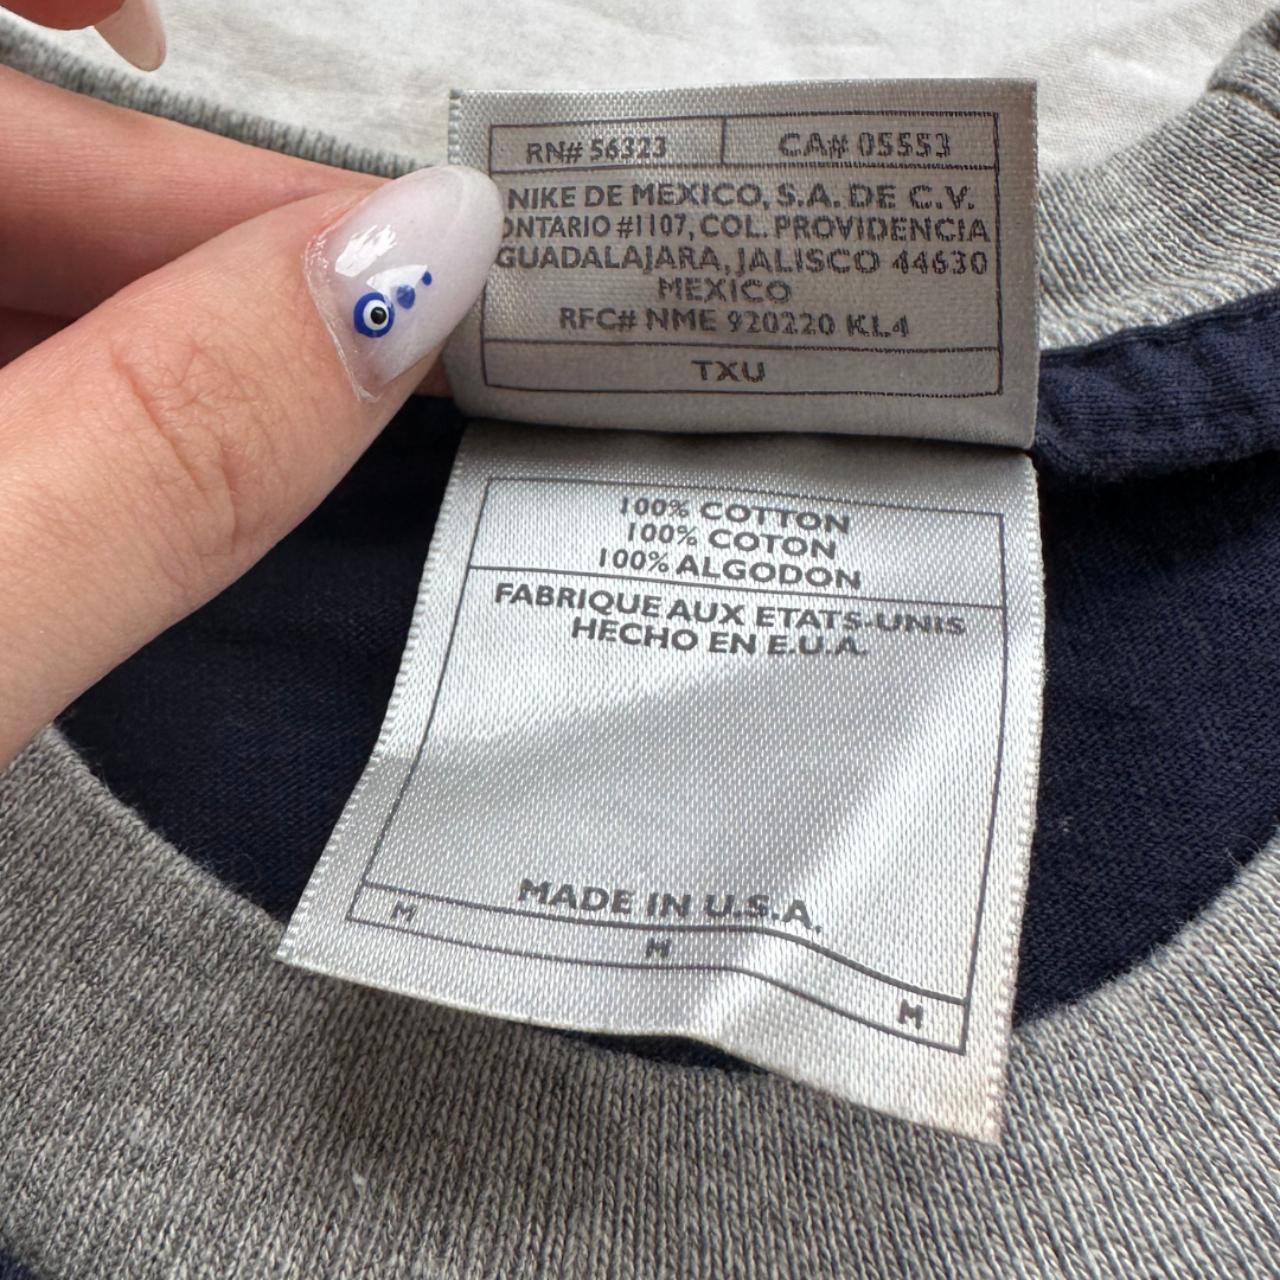 RN# 56323 CA# 05553
NIKE DE MEXICO, S.A. DE C.V.
ONTARIO #1107, COL. PROVIDENCIA
GUADALAJARA, JALISCO 44630
MEXICO
RFC# NME 920220 KL4
TXU
100% COTTON
100% COTON
100% ALGODON
FABRIQUE AUX ETATS-UNIS
HECHO EN E.U.A.
MADE IN U.S.A.
M M M